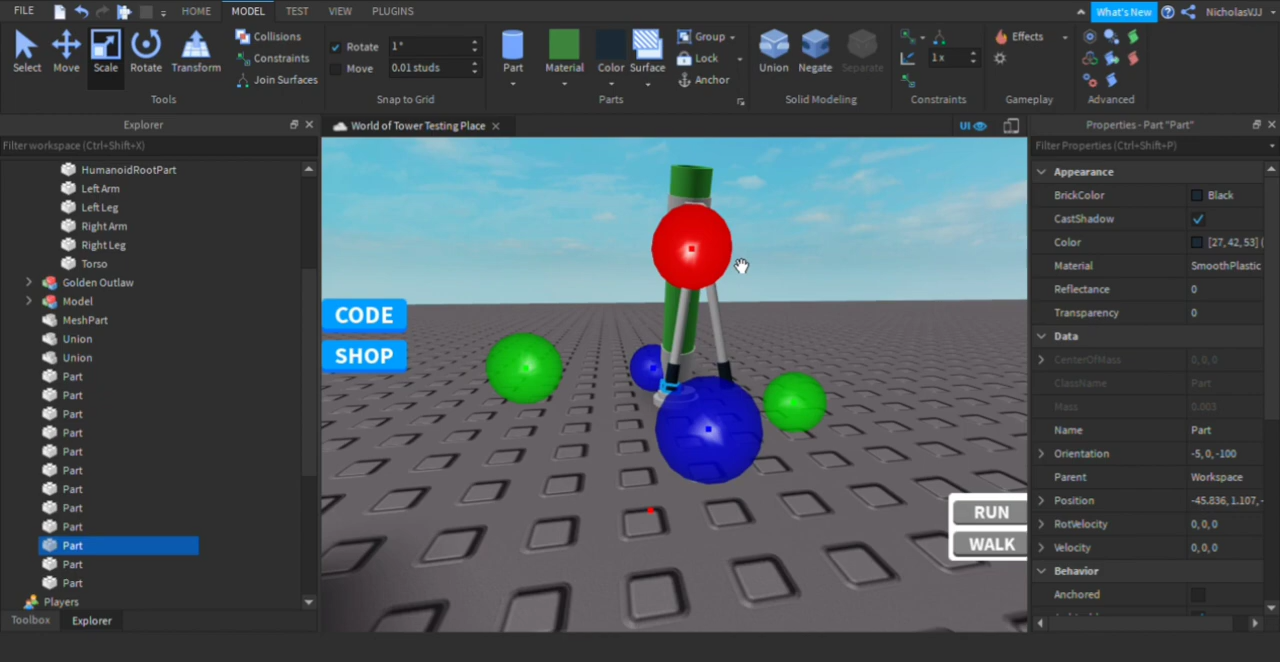 FILE HOME MODEL TEST VIEW PLUGINS What's New NicholasVJJ
Select Move Scale Rotate Transform
Collisions
Constraints
Join Surfaces
Tools
Rotate 1°
Move 0.01 studs
Snap to Grid
Part Material Color Surface
Group
Lock
Anchor
Parts
Union Negate Separate
Solid Modeling
1x
Constraints
Effects
Gameplay
Advanced
Explorer
Filter workspace (Ctrl+Shift+X)
HumanoidRootPart
Left Arm
Left Leg
Right Arm
Right Leg
Torso
Golden Outlaw
Model
MeshPart
Union
Union
Part
Part
Part
Part
Part
Part
Part
Part
Part
Part
Part
Part
Players
Toolbox Explorer
World of Tower Testing Place
UI
CODE
SHOP
RUN
WALK
Properties - Part "Part"
Filter Properties (Ctrl+Shift+P)
Appearance
BrickColor Black
CastShadow
Color [27, 42, 53] (
Material SmoothPlastic
Reflectance 0
Transparency 0
Data
CenterOfMass 0, 0, 0
ClassName Part
Mass 0.003
Name Part
Orientation -5, 0, -100
Parent Workspace
Position -45.836, 1.107, -
RotVelocity 0, 0, 0
Velocity 0, 0, 0
Behavior
Anchored